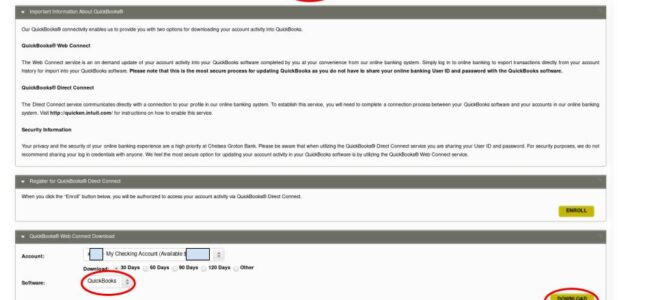 Important Information About QuickBooks®
Our QuickBooks® connectivity enables us to provide you with two options for downloading your account activity into QuickBooks.
QuickBooks® Web Connect
The Web Connect service is an on demand update of your account activity into your QuickBooks software completed by you at your convenience from our online banking system. Simply log in to online banking to export transactions directly from your account
history for import into your QuickBooks software. Please note that this is the most secure process for updating QuickBooks as you do not have to share your online banking User ID and password with the QuickBooks software.
QuickBooks® Direct Connect
The Direct Connect service communicates directly with a connection to your profile in our online banking system. To establish this service, you will need to complete a connection process between your QuickBooks software and your accounts in our online banking
system. Visit http://quicken.intuit.com/ for instructions on how to enable this service.
Security Information
Your privacy and the security of your online banking experience are a high priority at Chelsea Groton Bank. Please be aware that when utilizing the QuickBooks® Direct Connect service you are sharing your User ID and password. For security purposes, we do not
recommend sharing your log in credentials with anyone. We feel the most secure option for updating your account activity in your QuickBooks software is by utilizing the QuickBooks® Web Connect service.
Register for QuickBooks® Direct Connect
When you click the "Enroll" button below, you will be authorized to access your account activity via QuickBooks® Direct Connect.
ENROLL
QuickBooks® Web Connect Download
Account: - My Checking Account (Available
Download: 30 Days 60 Days 90 Days 120 Days Other
Software: QuickBooks
DOWNLOAD